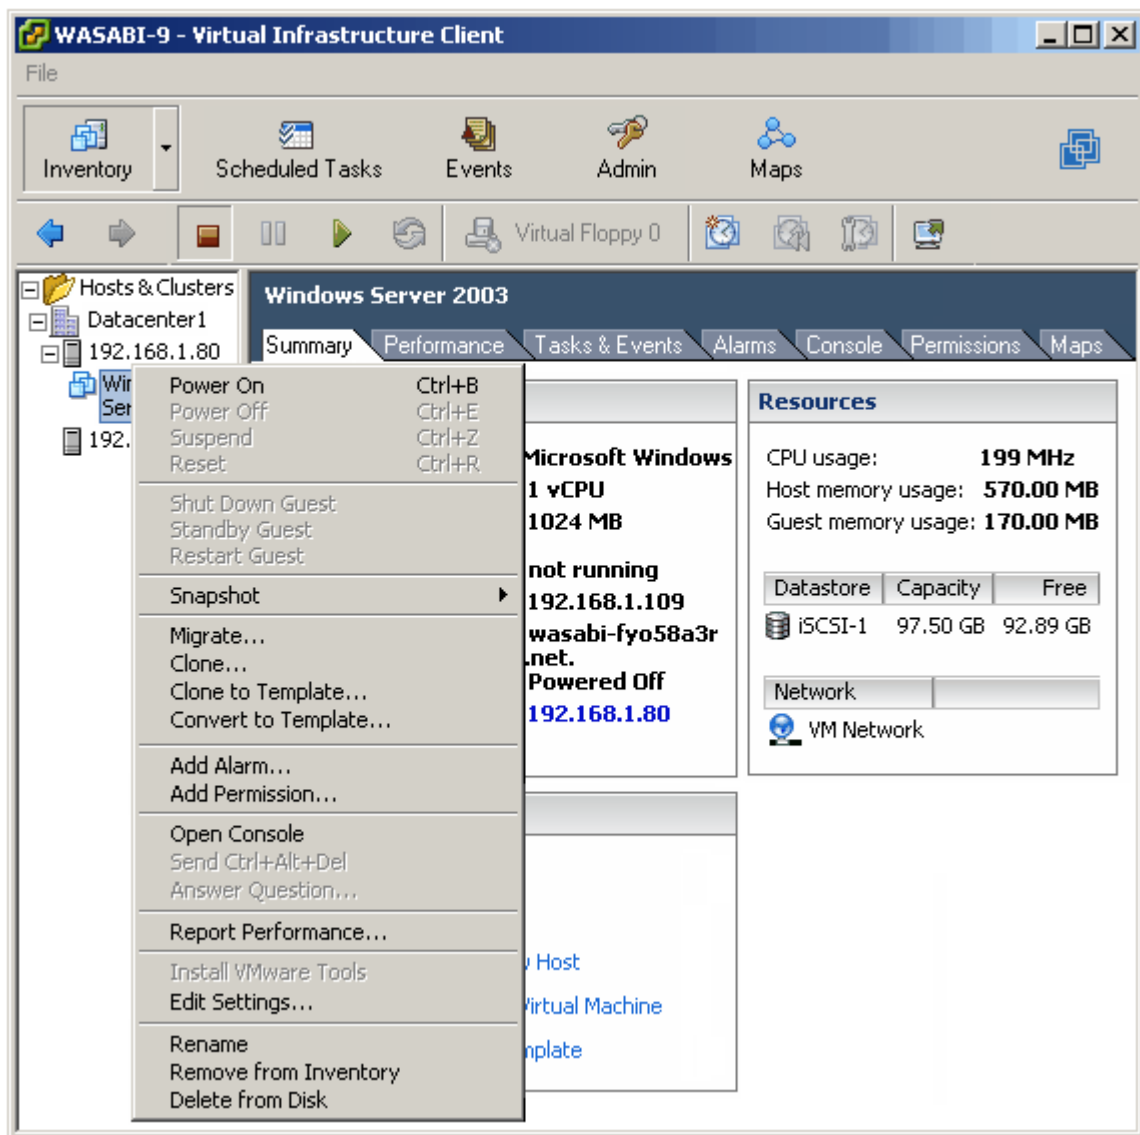 WASABI-9 - Virtual Infrastructure Client
File
Inventory
Scheduled Tasks
Events
Admin
Maps
Virtual Floppy 0
Hosts & Clusters
Datacenter1
192.168.1.80
Win
Ser
192.
Windows Server 2003
Summary Performance Tasks & Events Alarms Console Permissions Maps
Power On Ctrl+B
Power Off Ctrl+E
Suspend Ctrl+Z
Reset Ctrl+R
Shut Down Guest
Standby Guest
Restart Guest
Snapshot
Migrate...
Clone...
Clone to Template...
Convert to Template...
Add Alarm...
Add Permission...
Open Console
Send Ctrl+Alt+Del
Answer Question...
Report Performance...
Install VMware Tools
Edit Settings...
Rename
Remove from Inventory
Delete from Disk
Microsoft Windows
1 vCPU
1024 MB
not running
192.168.1.109
wasabi-fyo58a3r
.net.
Powered Off
192.168.1.80
Host
Virtual Machine
mplate
Resources
CPU usage: 199 MHz
Host memory usage: 570.00 MB
Guest memory usage: 170.00 MB
Datastore Capacity Free
iSCSI-1 97.50 GB 92.89 GB
Network
VM Network